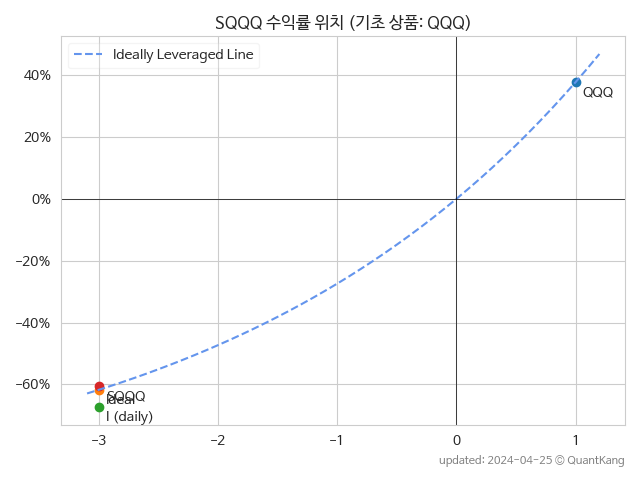 SQQQ 수익률 위치 (기초 상품: QQQ)
Ideally Leveraged Line
40%
20%
0%
-20%
-40%
-60%
QQQ
SQQQ
Ideal
l (daily)
-3
-2
-1
0
1
updated: 2024-04-25 © QuantKang